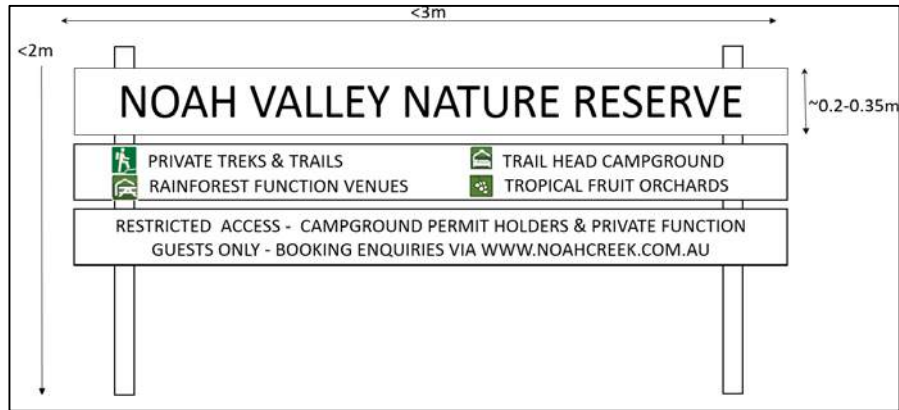 <3m
<2m
NOAH VALLEY NATURE RESERVE
~0.2-0.35m
PRIVATE TREKS & TRAILS
TRAIL HEAD CAMPGROUND
RAINFOREST FUNCTION VENUES
TROPICAL FRUIT ORCHARDS
RESTRICTED ACCESS - CAMPGROUND PERMIT HOLDERS & PRIVATE FUNCTION
GUESTS ONLY - BOOKING ENQUIRIES VIA WWW.NOAHCREEK.COM.AU